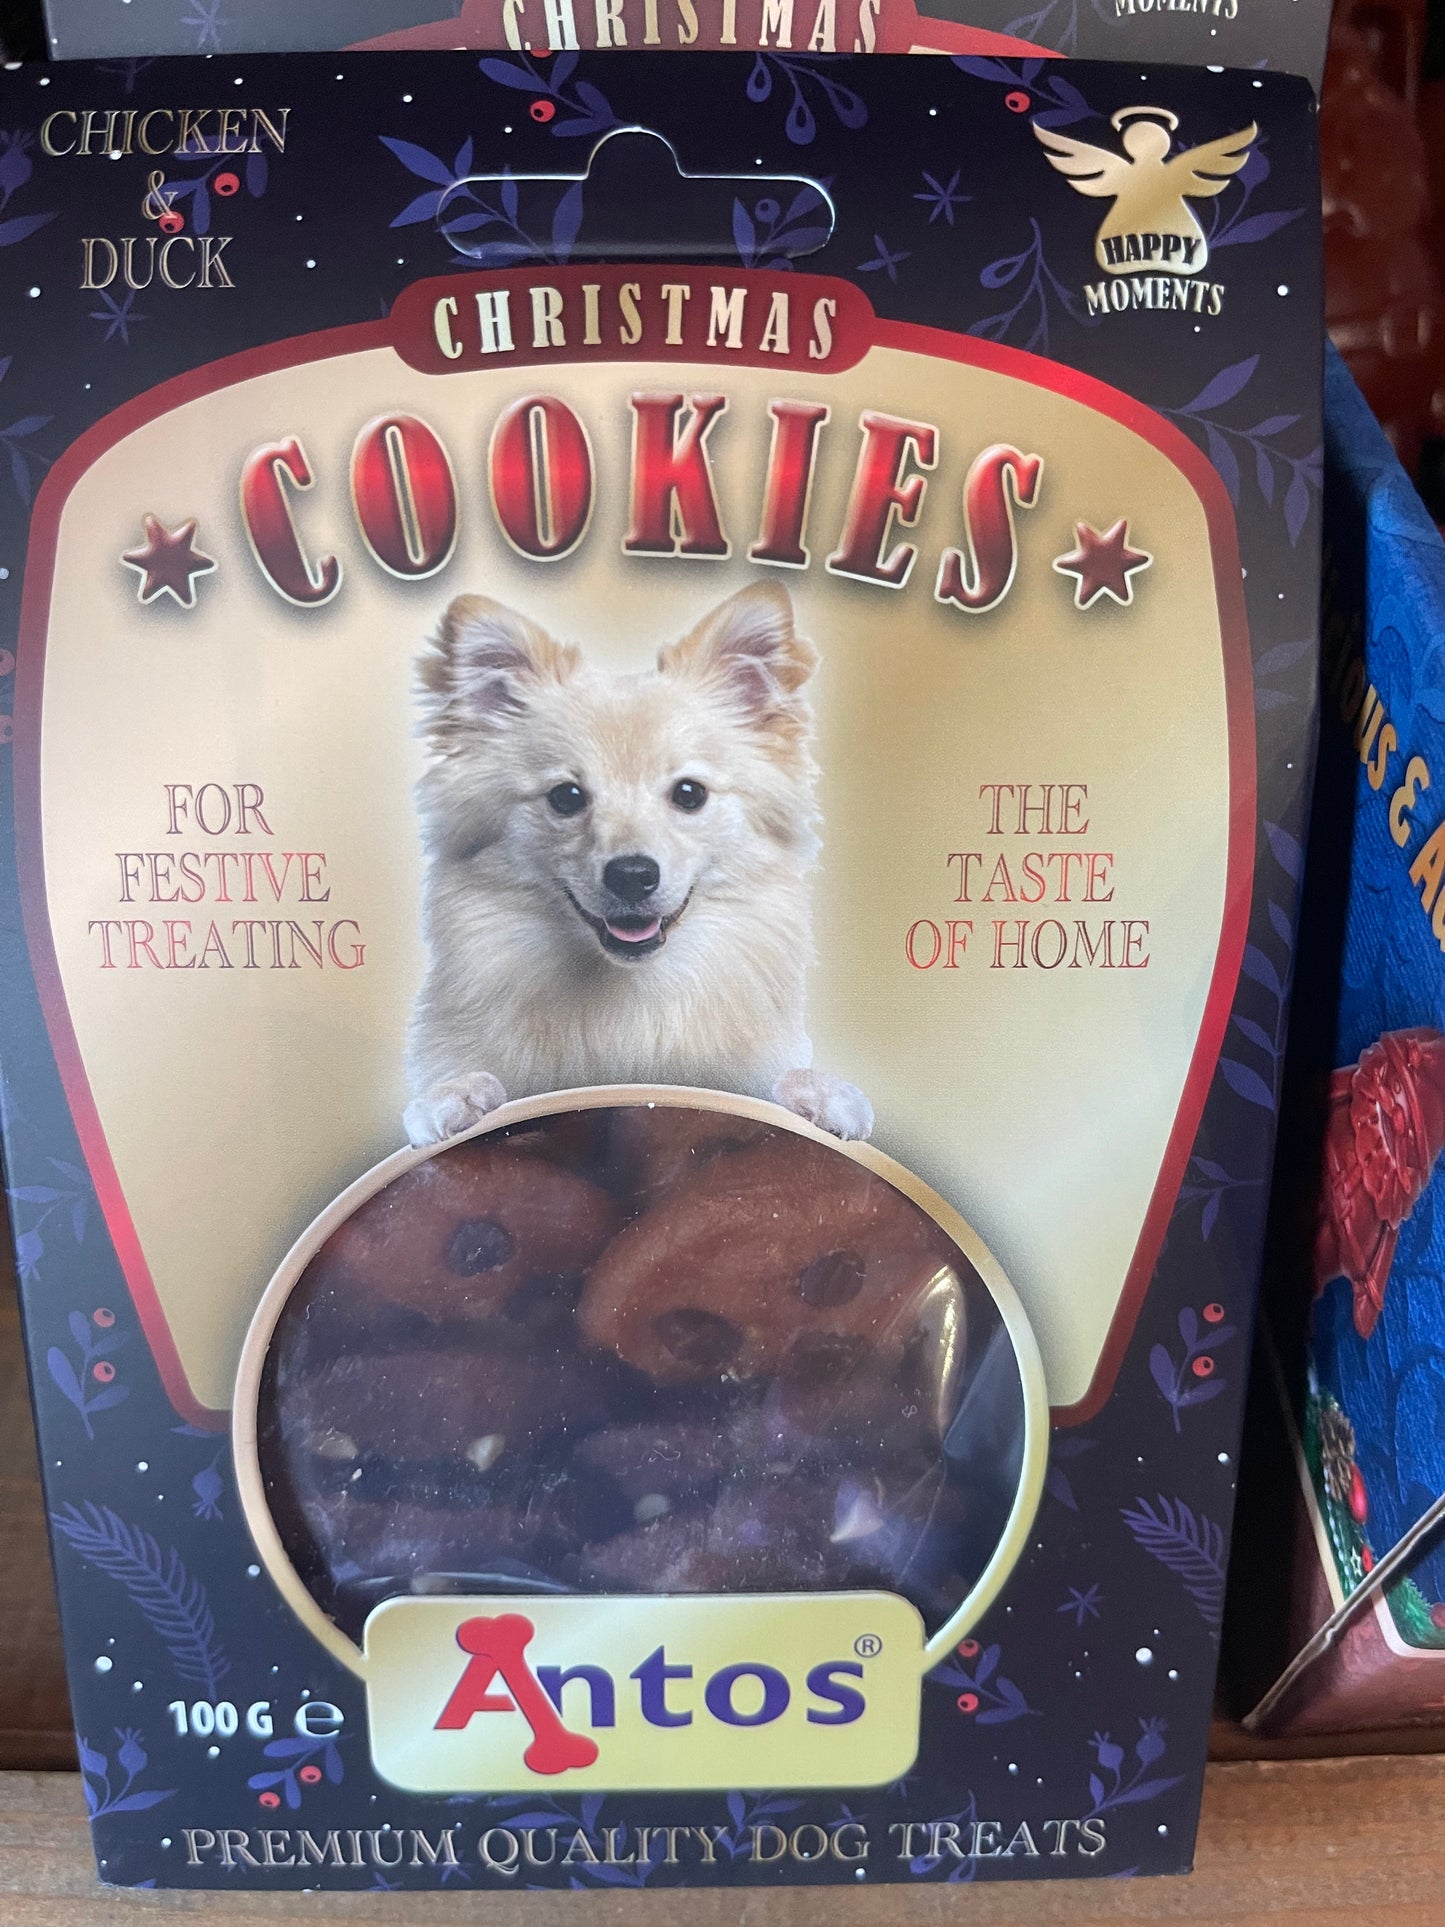 CHRISTMAS
MOMENTS
CHICKEN
&
DUCK
HAPPY
MOMENTS
CHRISTMAS
COOKIES
FOR
FESTIVE
TREATING
THE
TASTE
OF HOME
Antos®
100 G ℮
PREMIUM QUALITY DOG TREATS